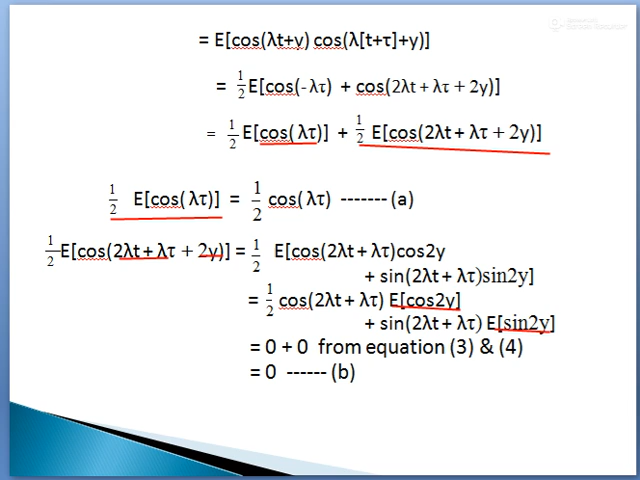 = E[cos(λt+y) cos(λ[t+τ]+y)]
= 1/2 E[cos(-λτ) + cos(2λt + λτ + 2y)]
= 1/2 E[cos( λτ)] + 1/2 E[cos(2λt + λτ + 2y)]
1/2 E[cos( λτ)] = 1/2 cos( λτ) ------- (a)
1/2 E[cos(2λt + λτ + 2y)] = 1/2 E[cos(2λt + λτ)cos2y
+ sin(2λt + λτ)sin2y]
= 1/2 cos(2λt + λτ) E[cos2y]
+ sin(2λt + λτ) E[sin2y]
= 0 + 0 from equation (3) & (4)
= 0 ------ (b)